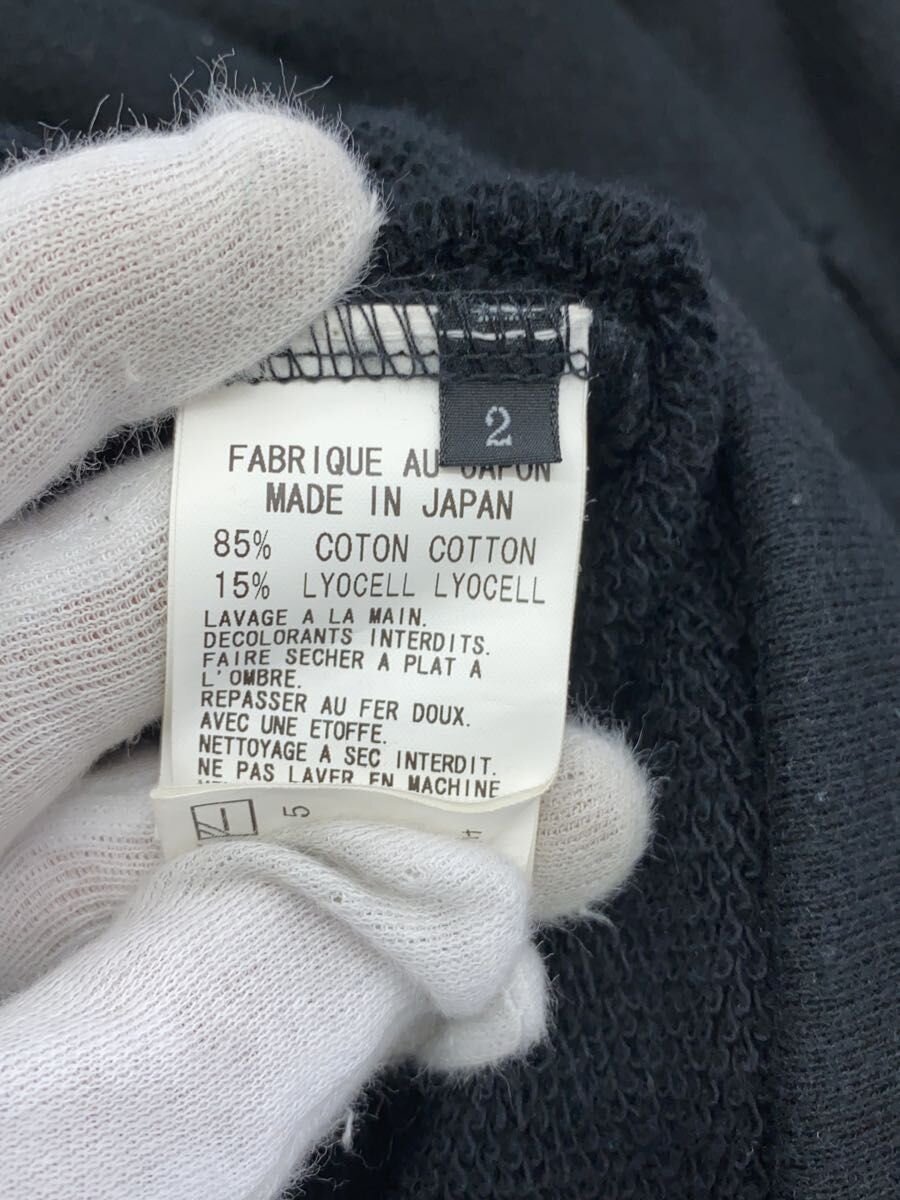 2
FABRIQUE AU JAPON
MADE IN JAPAN
85% COTON COTTON
15% LYOCELL LYOCELL
LAVAGE A LA MAIN.
DECOLORANTS INTERDITS.
FAIRE SECHER A PLAT A
L'OMBRE.
REPASSER AU FER DOUX.
AVEC UNE ETOFFE.
NETTOYAGE A SEC INTERDIT.
NE PAS LAVER EN MACHINE
5